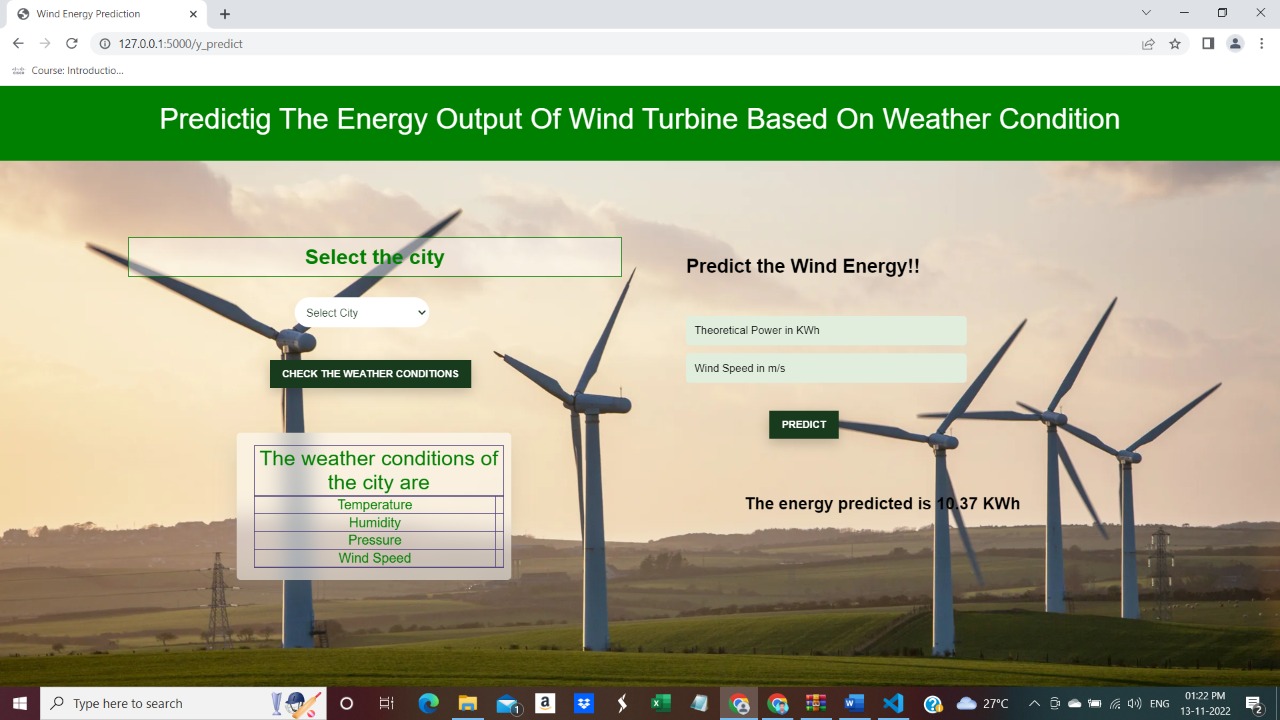 Wind Energy Prediction
127.0.0.1:5000/y_predict
Course: Introductio...
Predictig The Energy Output Of Wind Turbine Based On Weather Condition
Select the city
Select City
CHECK THE WEATHER CONDITIONS
The weather conditions of
the city are
Temperature
Humidity
Pressure
Wind Speed
Predict the Wind Energy!!
Theoretical Power in KWh
Wind Speed in m/s
PREDICT
The energy predicted is 10.37 KWh
Type here to search
1
a
27°C
ENG
01:22 PM
13-11-2022
2